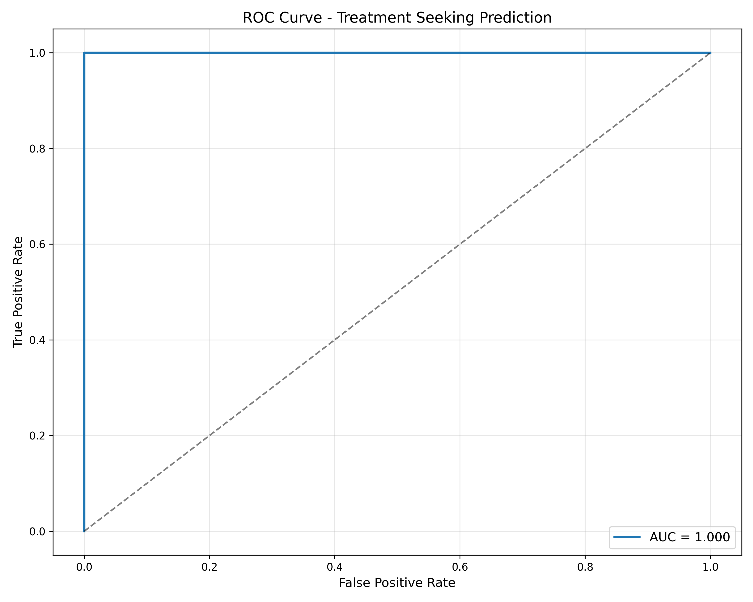 ROC Curve - Treatment Seeking Prediction
True Positive Rate
1.0
0.8
0.6
0.4
0.2
0.0
0.0 0.2 0.4 0.6 0.8 1.0
False Positive Rate
AUC = 1.000